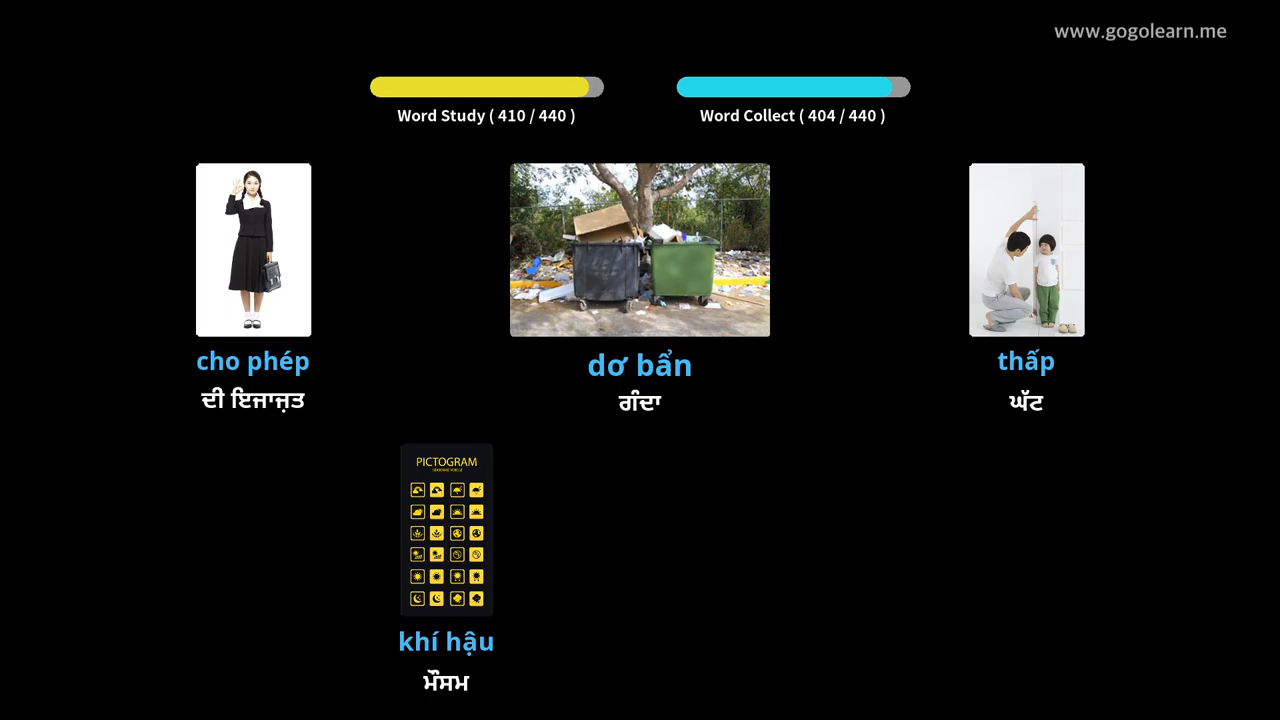 www.gogolearn.me
Word Study ( 410 / 440 )
Word Collect ( 404 / 440 )
cho phép
ਦੀ ਇਜਾਜ਼ਤ
dơ bẩn
ਗੰਦਾ
thấp
ਘੱਟ
PICTOGRAM
khí hậu
ਮੌਸਮ